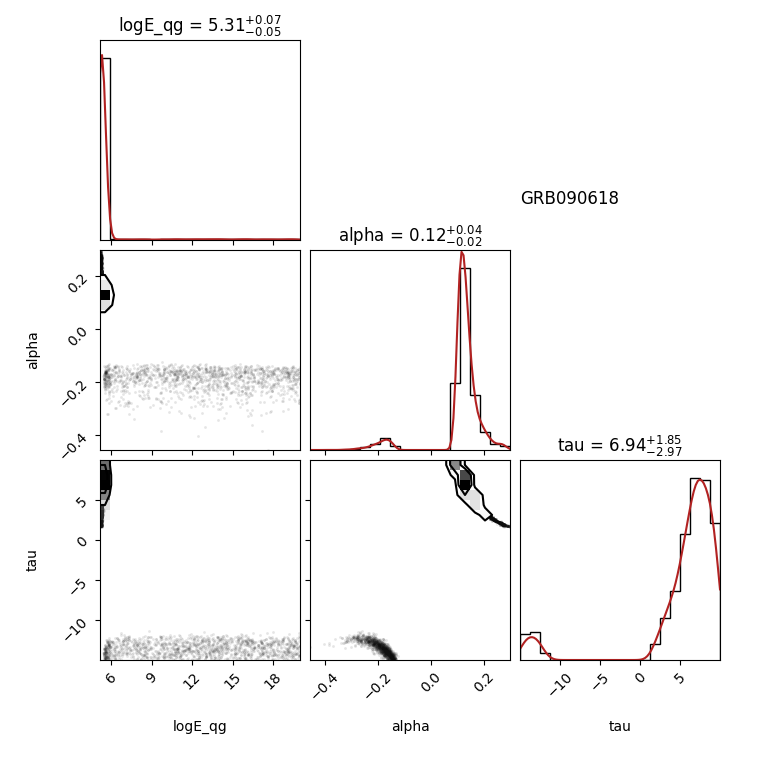 logE_qg = 5.31+0.07−0.05
GRB090618
alpha = 0.12+0.04−0.02
0.2
0.0
−0.2
−0.4
alpha
tau = 6.94+1.85−2.97
5
0
−5
−10
tau
6 9 12 15 18
−0.4 −0.2 0.0 0.2
−10 −5 0 5
logE_qg alpha tau